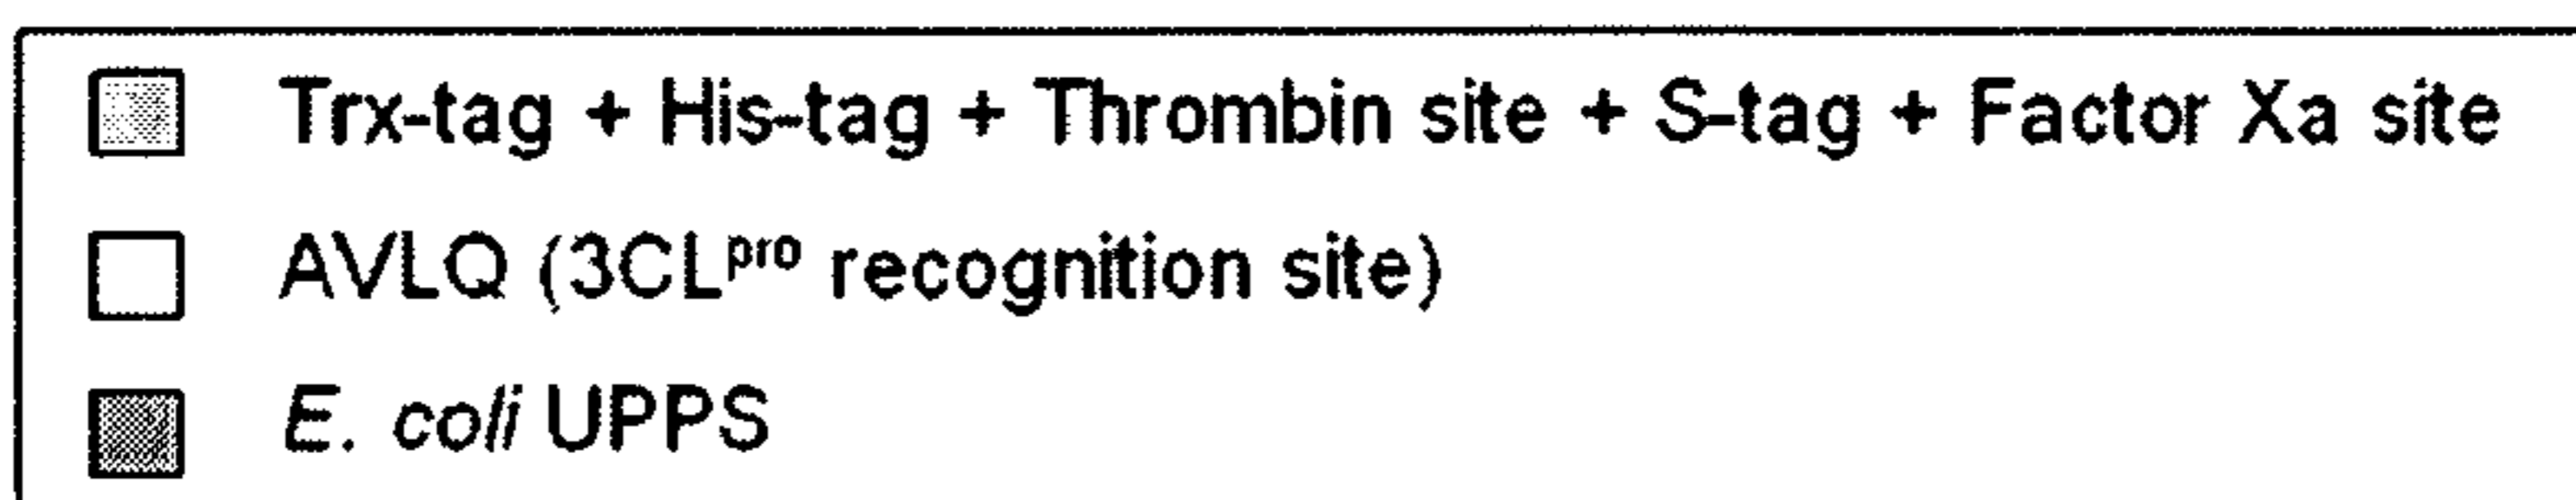 Trx-tag + His-tag + Thrombin site + S-tag + Factor Xa site
AVLQ (3CLᵖʳᵒ recognition site)
E. coli UPPS